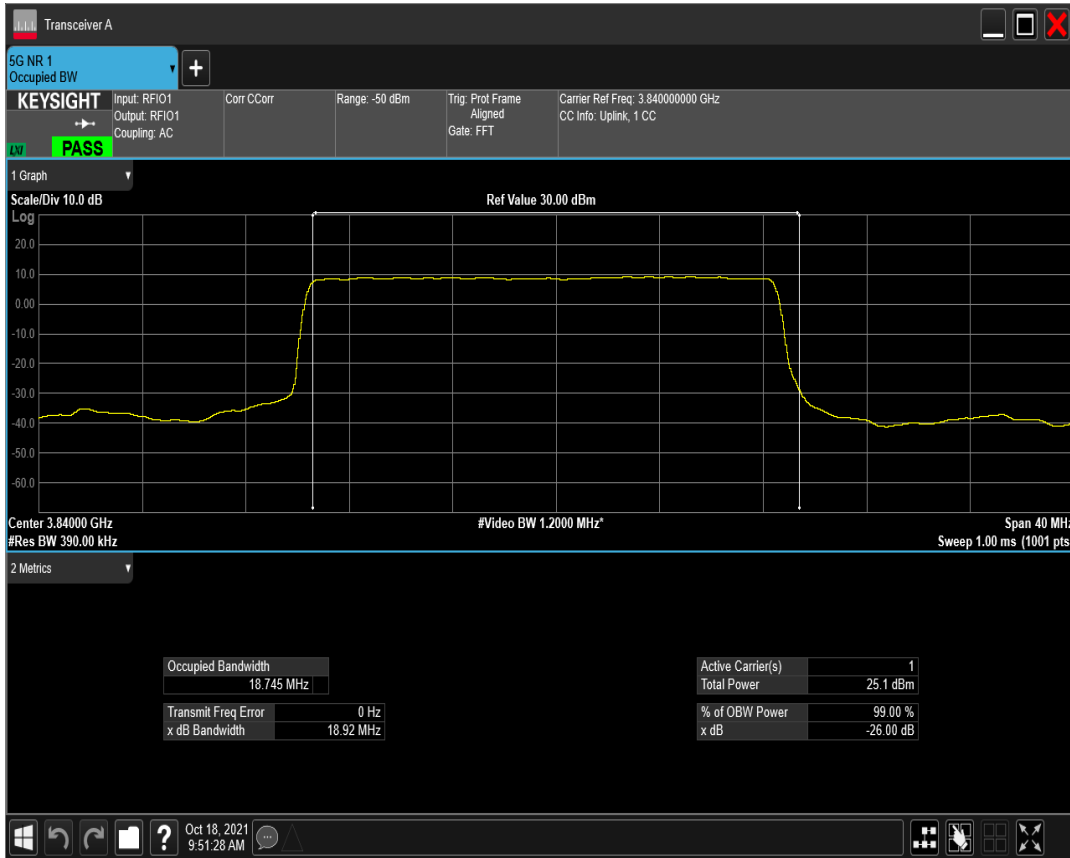 Transceiver A
5G NR 1
Occupied BW
KEYSIGHT
LXI
PASS
Input: RFIO1
Output: RFIO1
Coupling: AC
Corr CCorr
Range: -50 dBm
Trig: Prot Frame
Aligned
Gate: FFT
Carrier Ref Freq: 3.840000000 GHz
CC Info: Uplink, 1 CC
1 Graph
Scale/Div 10.0 dB
Ref Value 30.00 dBm
Log
20.0
10.0
0.00
-10.0
-20.0
-30.0
-40.0
-50.0
-60.0
Center 3.84000 GHz
#Video BW 1.2000 MHz*
Span 40 MHz
#Res BW 390.00 kHz
Sweep 1.00 ms (1001 pts
2 Metrics
Occupied Bandwidth
18.745 MHz
Transmit Freq Error 0 Hz
x dB Bandwidth 18.92 MHz
Active Carrier(s) 1
Total Power 25.1 dBm
% of OBW Power 99.00 %
x dB -26.00 dB
?
Oct 18, 2021
9:51:28 AM